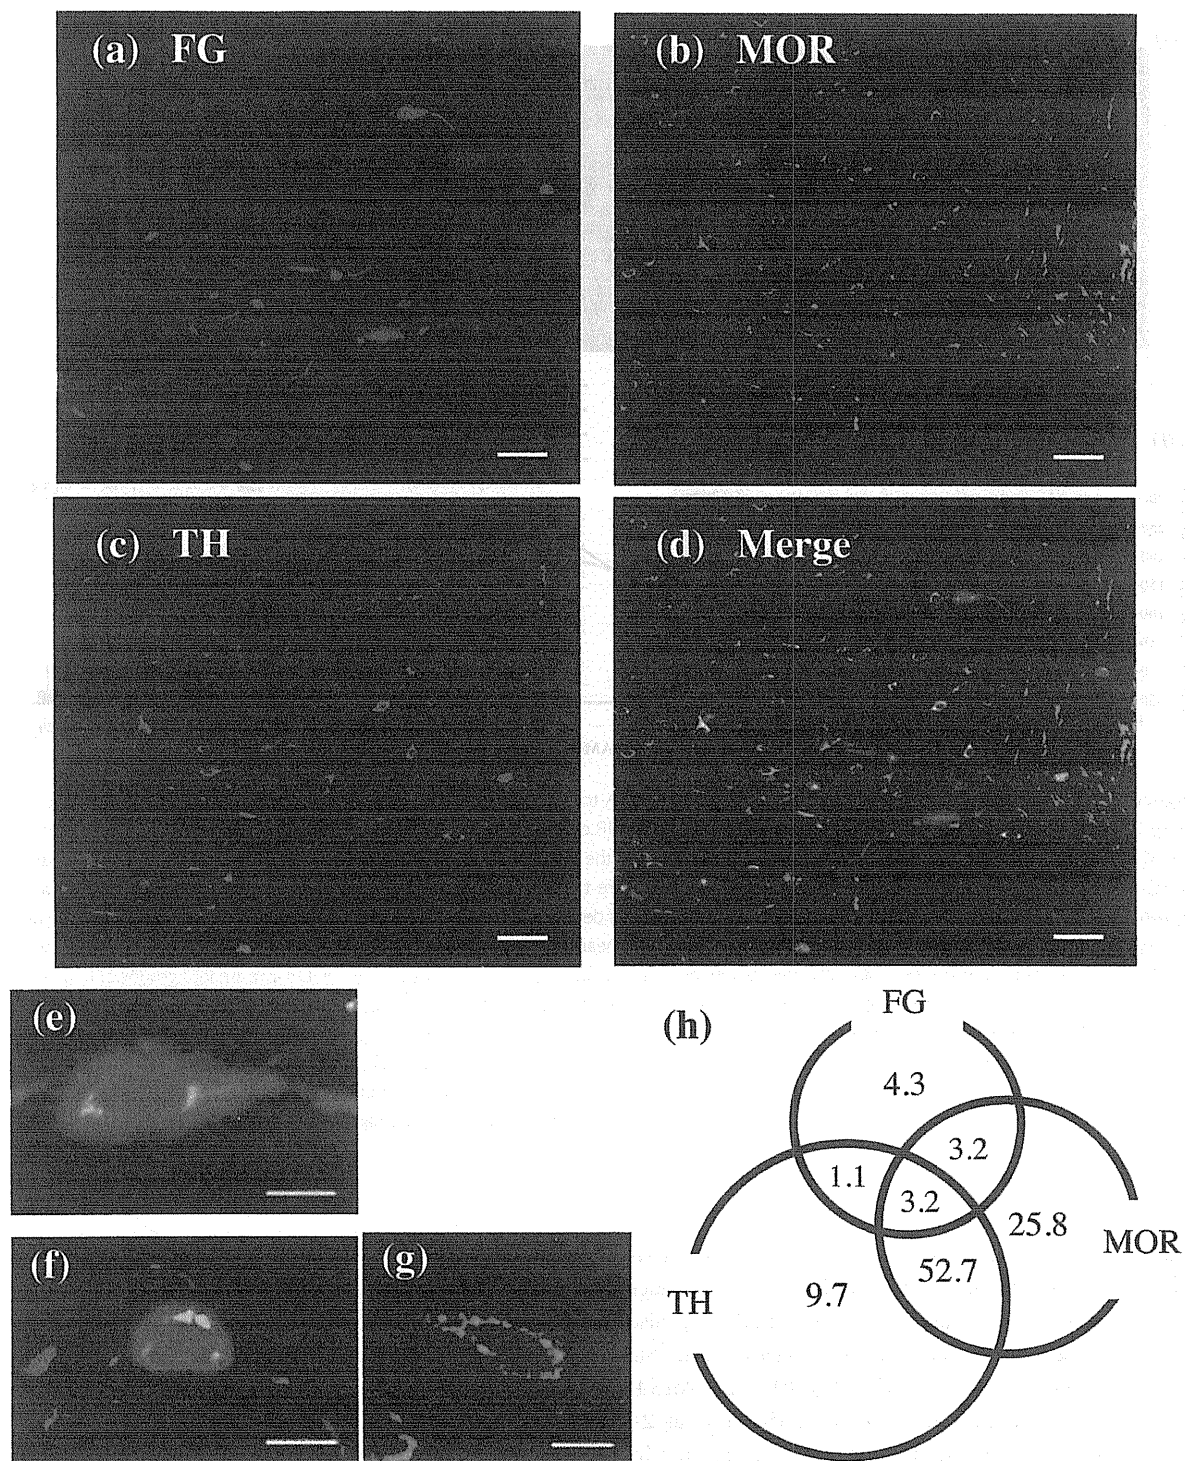 (a) FG
(b) MOR
(c) TH
(d) Merge
(e)
(f)
(g)
(h)
FG
4.3
3.2
1.1
3.2
25.8
MOR
52.7
TH
9.7